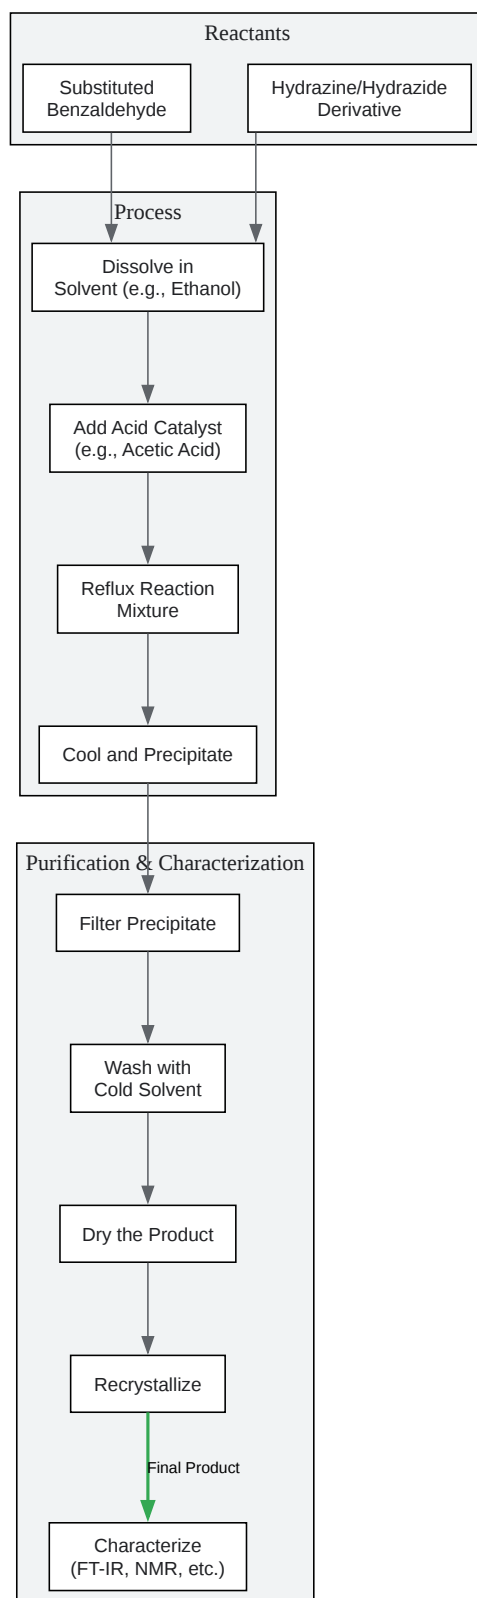 Reactants
Substituted
Benzaldehyde
Hydrazine/Hydrazide
Derivative
Process
Dissolve in
Solvent (e.g., Ethanol)
Add Acid Catalyst
(e.g., Acetic Acid)
Reflux Reaction
Mixture
Cool and Precipitate
Purification & Characterization
Filter Precipitate
Wash with
Cold Solvent
Dry the Product
Recrystallize
Final Product
Characterize
(FT-IR, NMR, etc.)